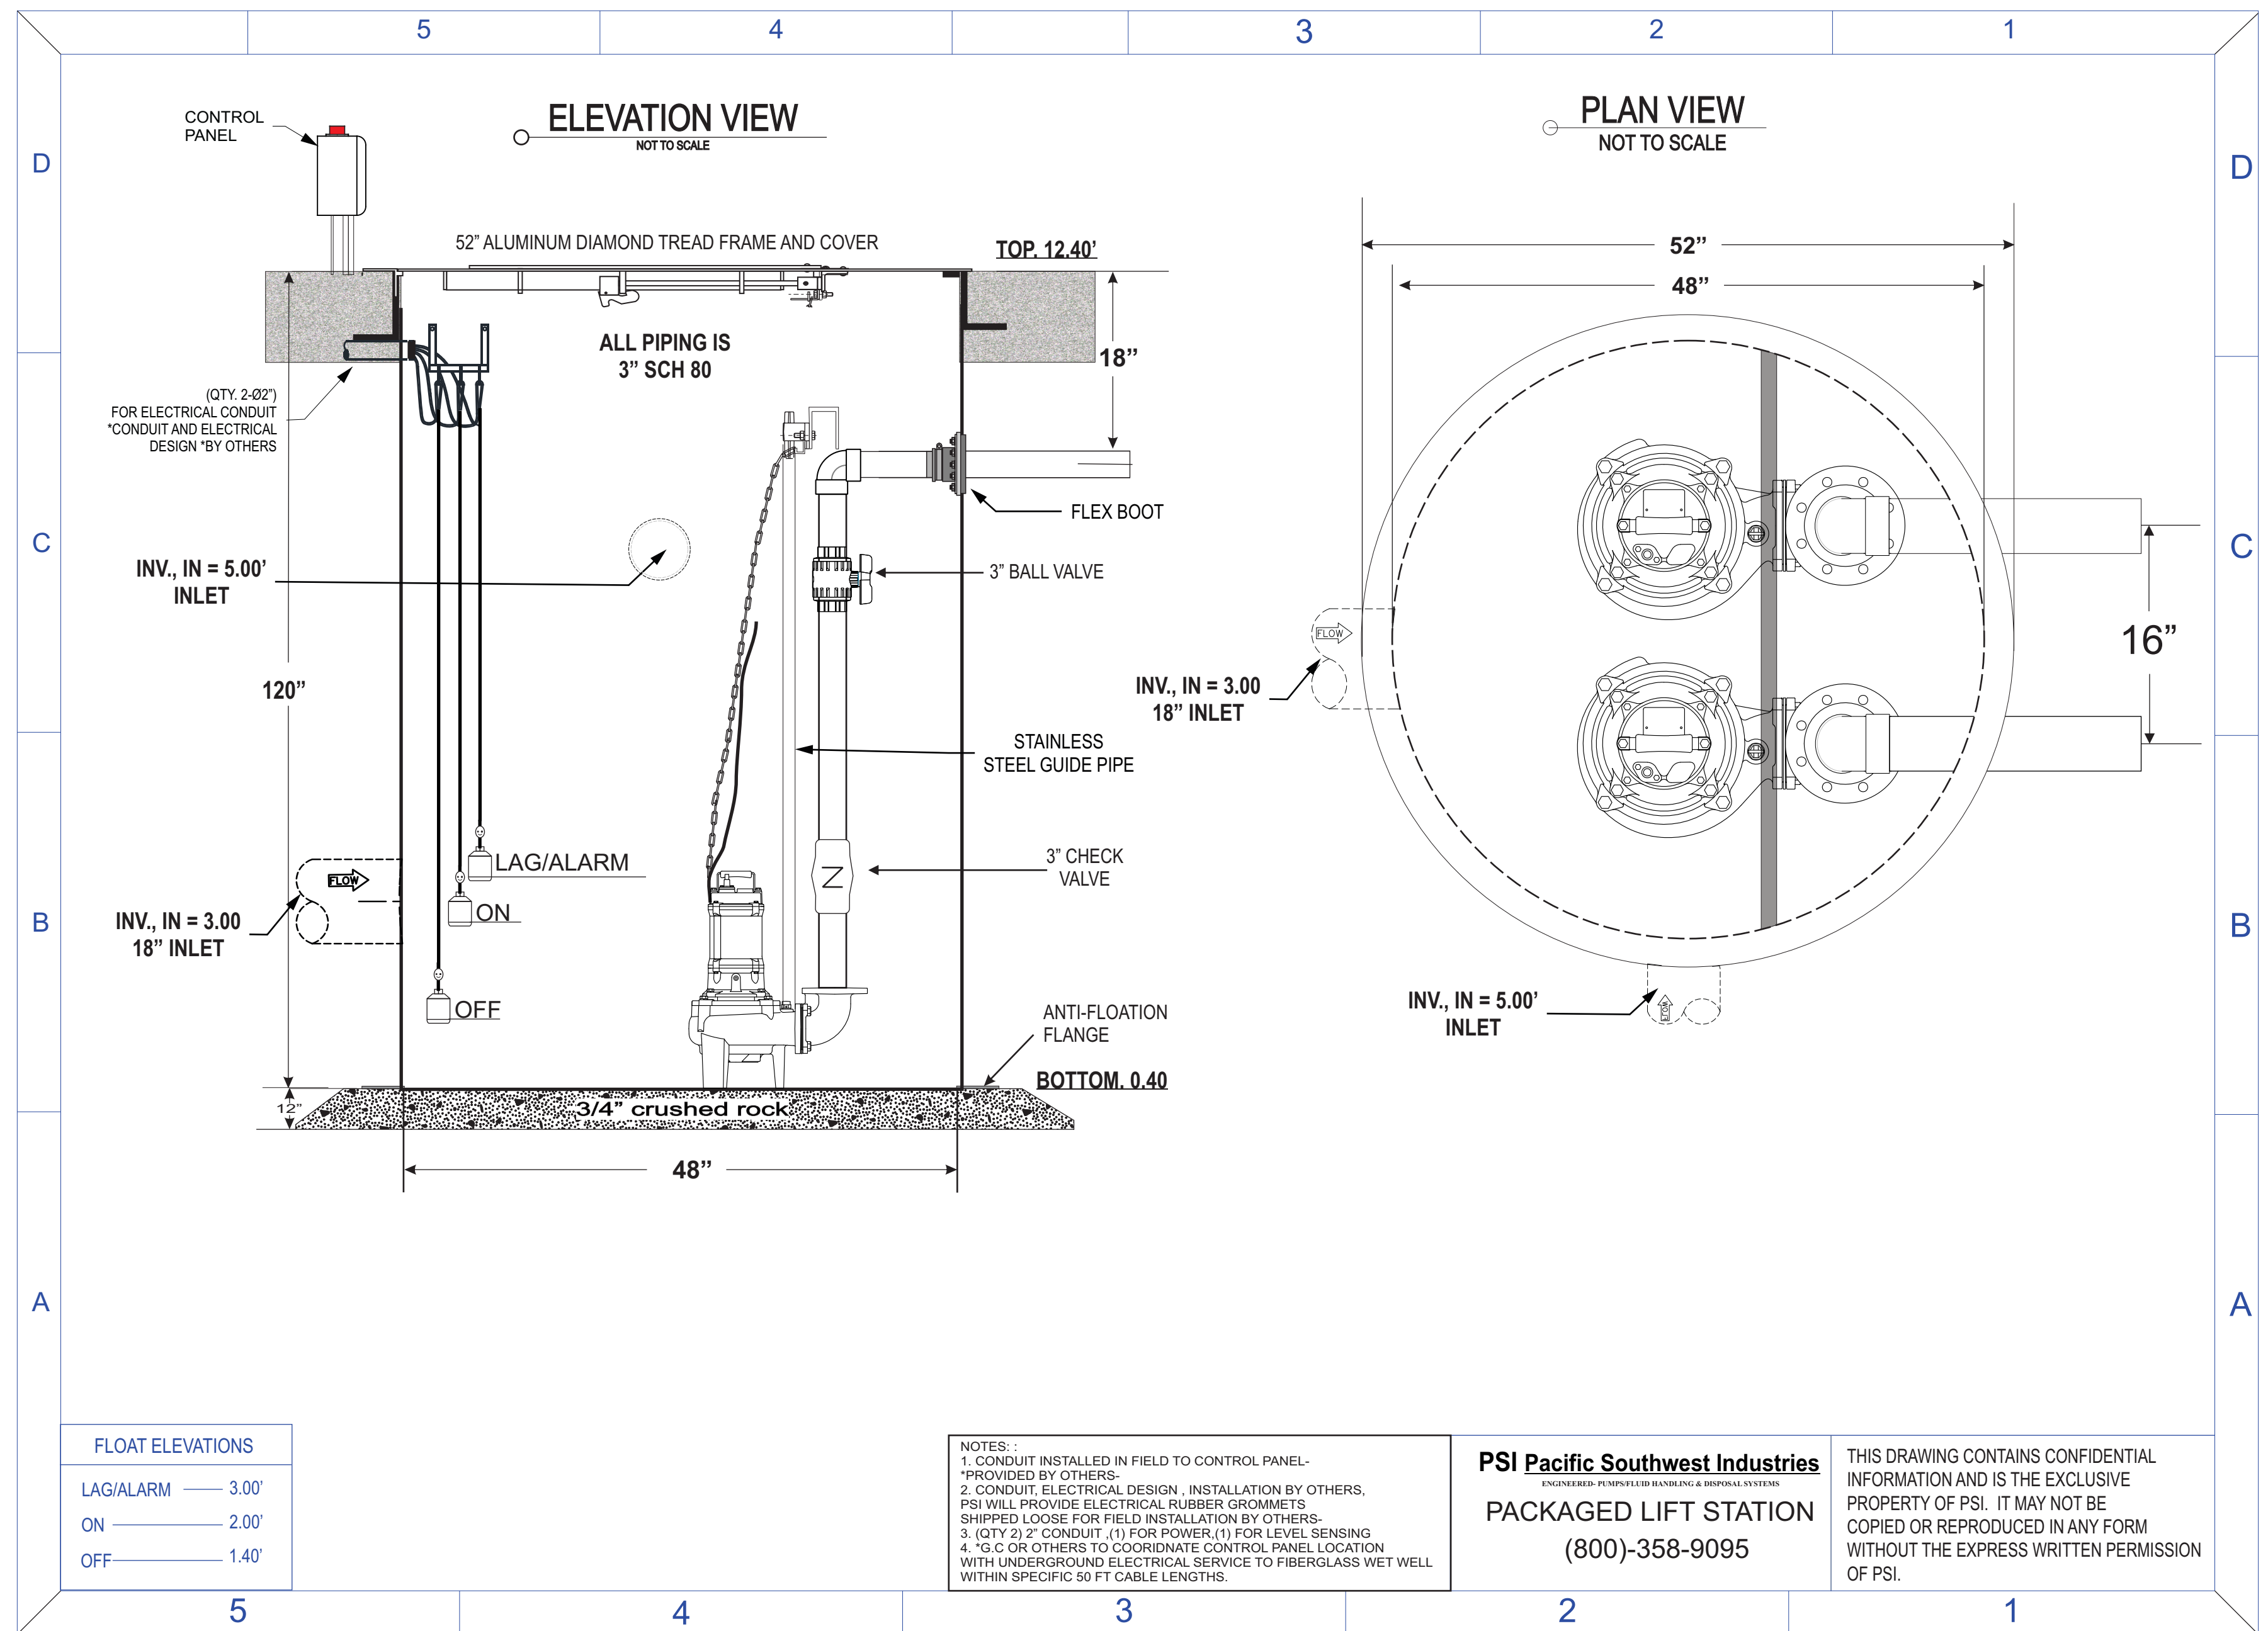 5 4 3 2 1
D
C
B
A
D
C
B
A
CONTROL
PANEL
ELEVATION VIEW
NOT TO SCALE
52” ALUMINUM DIAMOND TREAD FRAME AND COVER
TOP. 12.40’
ALL PIPING IS
3” SCH 80
18”
(QTY. 2-Ø2”)
FOR ELECTRICAL CONDUIT
*CONDUIT AND ELECTRICAL
DESIGN *BY OTHERS
FLEX BOOT
INV., IN = 5.00’
INLET
3” BALL VALVE
120”
STAINLESS
STEEL GUIDE PIPE
LAG/ALARM
3” CHECK
VALVE
Z
FLOW
ON
INV., IN = 3.00
18” INLET
OFF
ANTI-FLOATION
FLANGE
BOTTOM. 0.40
12”
3/4” crushed rock
48”
PLAN VIEW
NOT TO SCALE
52”
48”
FLOW
16”
INV., IN = 3.00
18” INLET
INV., IN = 5.00’
INLET
FLOW
FLOAT ELEVATIONS
LAG/ALARM 3.00’
ON 2.00’
OFF 1.40’
NOTES: :
1. CONDUIT INSTALLED IN FIELD TO CONTROL PANEL-
*PROVIDED BY OTHERS-
2. CONDUIT, ELECTRICAL DESIGN , INSTALLATION BY OTHERS,
PSI WILL PROVIDE ELECTRICAL RUBBER GROMMETS
SHIPPED LOOSE FOR FIELD INSTALLATION BY OTHERS-
3. (QTY 2) 2” CONDUIT ,(1) FOR POWER,(1) FOR LEVEL SENSING
4. *G.C OR OTHERS TO COORIDNATE CONTROL PANEL LOCATION
WITH UNDERGROUND ELECTRICAL SERVICE TO FIBERGLASS WET WELL
WITHIN SPECIFIC 50 FT CABLE LENGTHS.
PSI Pacific Southwest Industries
ENGINEERED- PUMPS/FLUID HANDLING & DISPOSAL SYSTEMS
PACKAGED LIFT STATION
(800)-358-9095
THIS DRAWING CONTAINS CONFIDENTIAL
INFORMATION AND IS THE EXCLUSIVE
PROPERTY OF PSI. IT MAY NOT BE
COPIED OR REPRODUCED IN ANY FORM
WITHOUT THE EXPRESS WRITTEN PERMISSION
OF PSI.
5 4 3 2 1